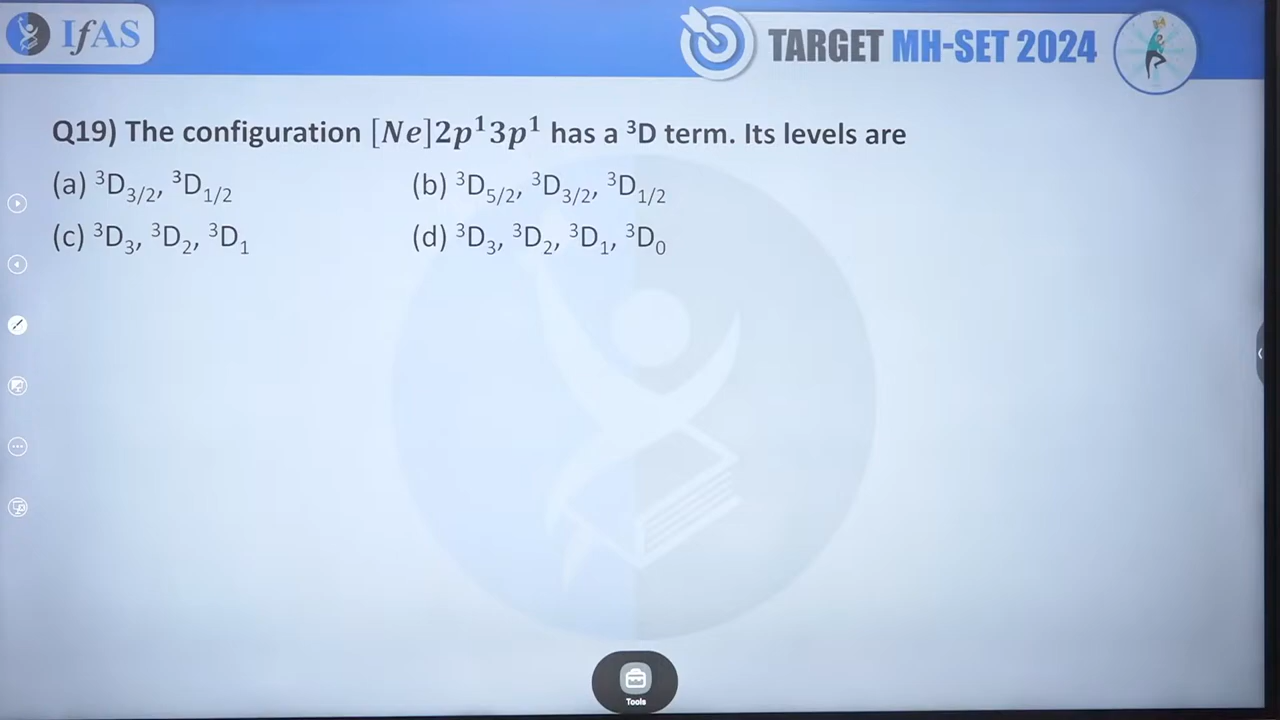 IfAS
TARGET MH-SET 2024
Q19) The configuration [Ne]2p¹3p¹ has a ³D term. Its levels are
(a) ³D₃/₂, ³D₁/₂
(b) ³D₅/₂, ³D₃/₂, ³D₁/₂
(c) ³D₃, ³D₂, ³D₁
(d) ³D₃, ³D₂, ³D₁, ³D₀
Tools